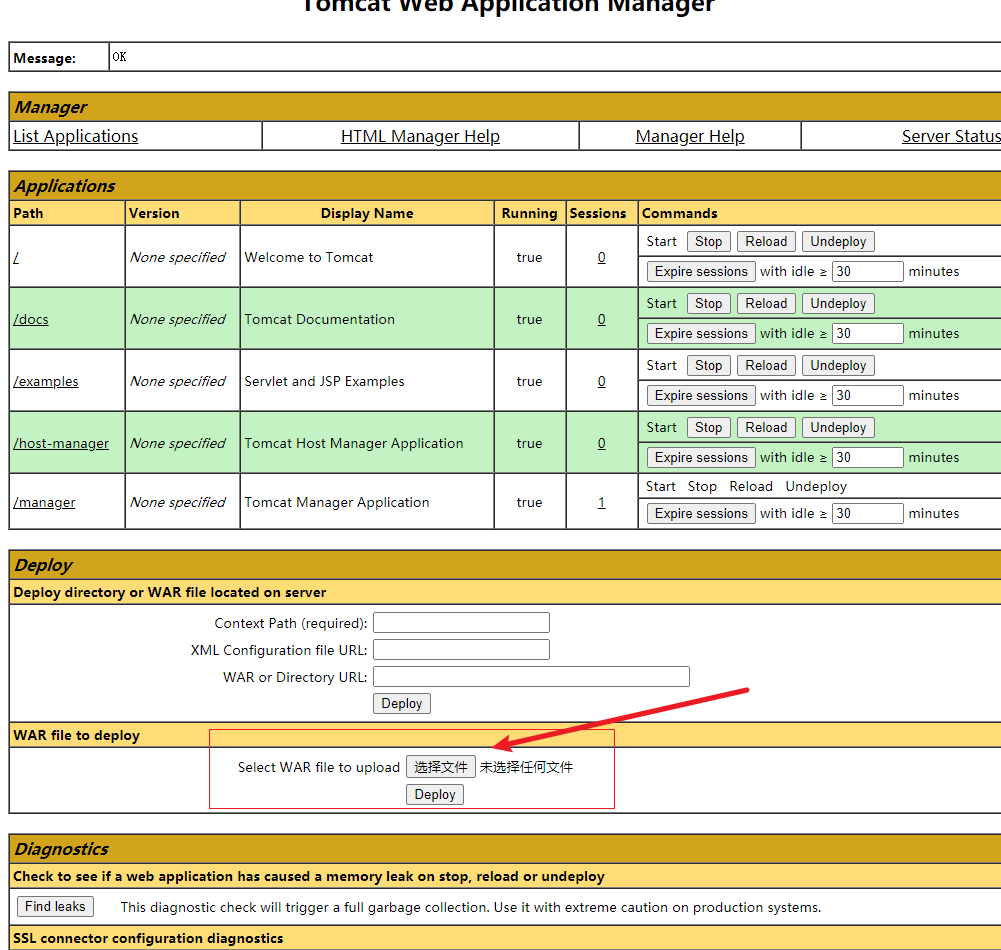 Tomcat Web Application Manager
Message: OK
Manager
List Applications HTML Manager Help Manager Help Server Status
Applications
Path Version Display Name Running Sessions Commands
/ None specified Welcome to Tomcat true 0 Start Stop Reload Undeploy
Expire sessions with idle ≥ 30 minutes
/docs None specified Tomcat Documentation true 0 Start Stop Reload Undeploy
Expire sessions with idle ≥ 30 minutes
/examples None specified Servlet and JSP Examples true 0 Start Stop Reload Undeploy
Expire sessions with idle ≥ 30 minutes
/host-manager None specified Tomcat Host Manager Application true 0 Start Stop Reload Undeploy
Expire sessions with idle ≥ 30 minutes
/manager None specified Tomcat Manager Application true 1 Start Stop Reload Undeploy
Expire sessions with idle ≥ 30 minutes
Deploy
Deploy directory or WAR file located on server
Context Path (required):
XML Configuration file URL:
WAR or Directory URL:
Deploy
WAR file to deploy
Select WAR file to upload 选择文件 未选择任何文件
Deploy
Diagnostics
Check to see if a web application has caused a memory leak on stop, reload or undeploy
Find leaks This diagnostic check will trigger a full garbage collection. Use it with extreme caution on production systems.
SSL connector configuration diagnostics